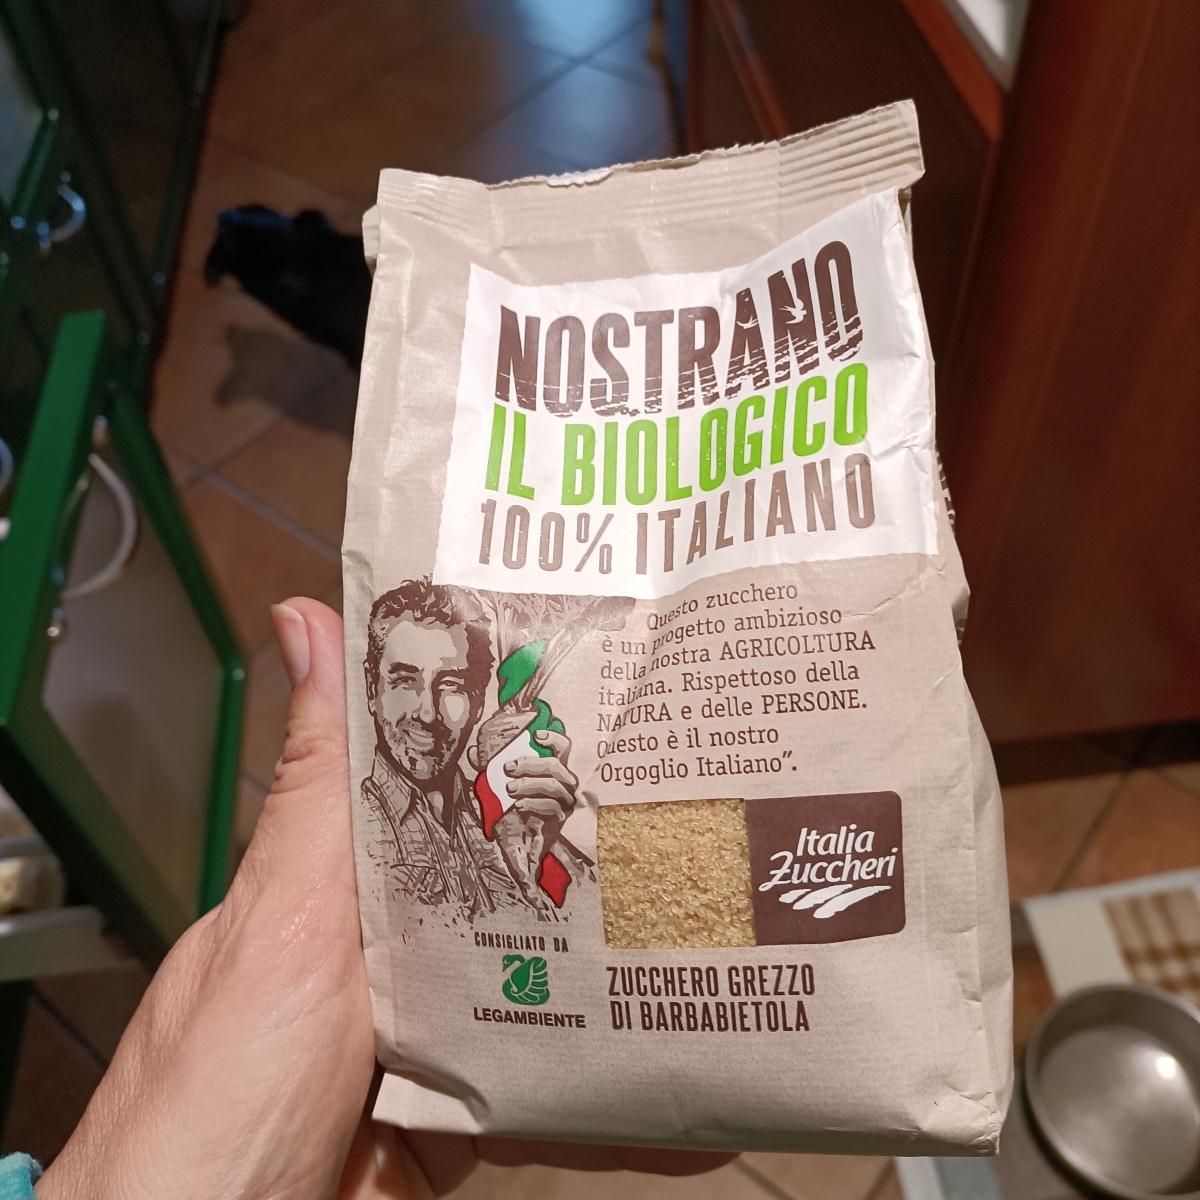 NOSTRANO
IL BIOLOGICO
100% ITALIANO
Questo zucchero
è un progetto ambizioso
della nostra AGRICOLTURA
italiana. Rispettoso della
NATURA e delle PERSONE.
Questo è il nostro
"Orgoglio Italiano".
Italia
Zuccheri
CONSIGLIATO DA
LEGAMBIENTE
ZUCCHERO GREZZO
DI BARBABIETOLA